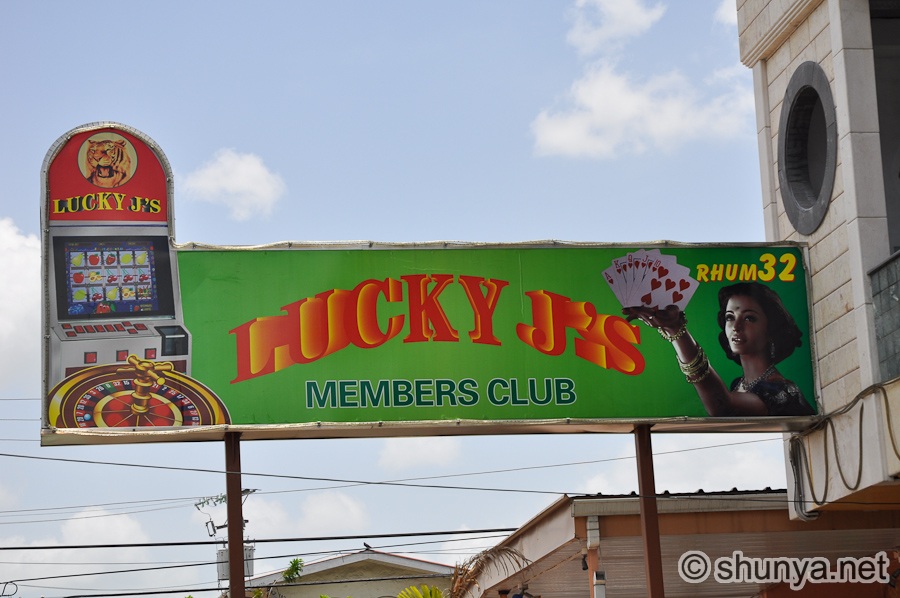 LUCKY J'S
LUCKY J'S
MEMBERS CLUB
RHUM 32
© shunya.net